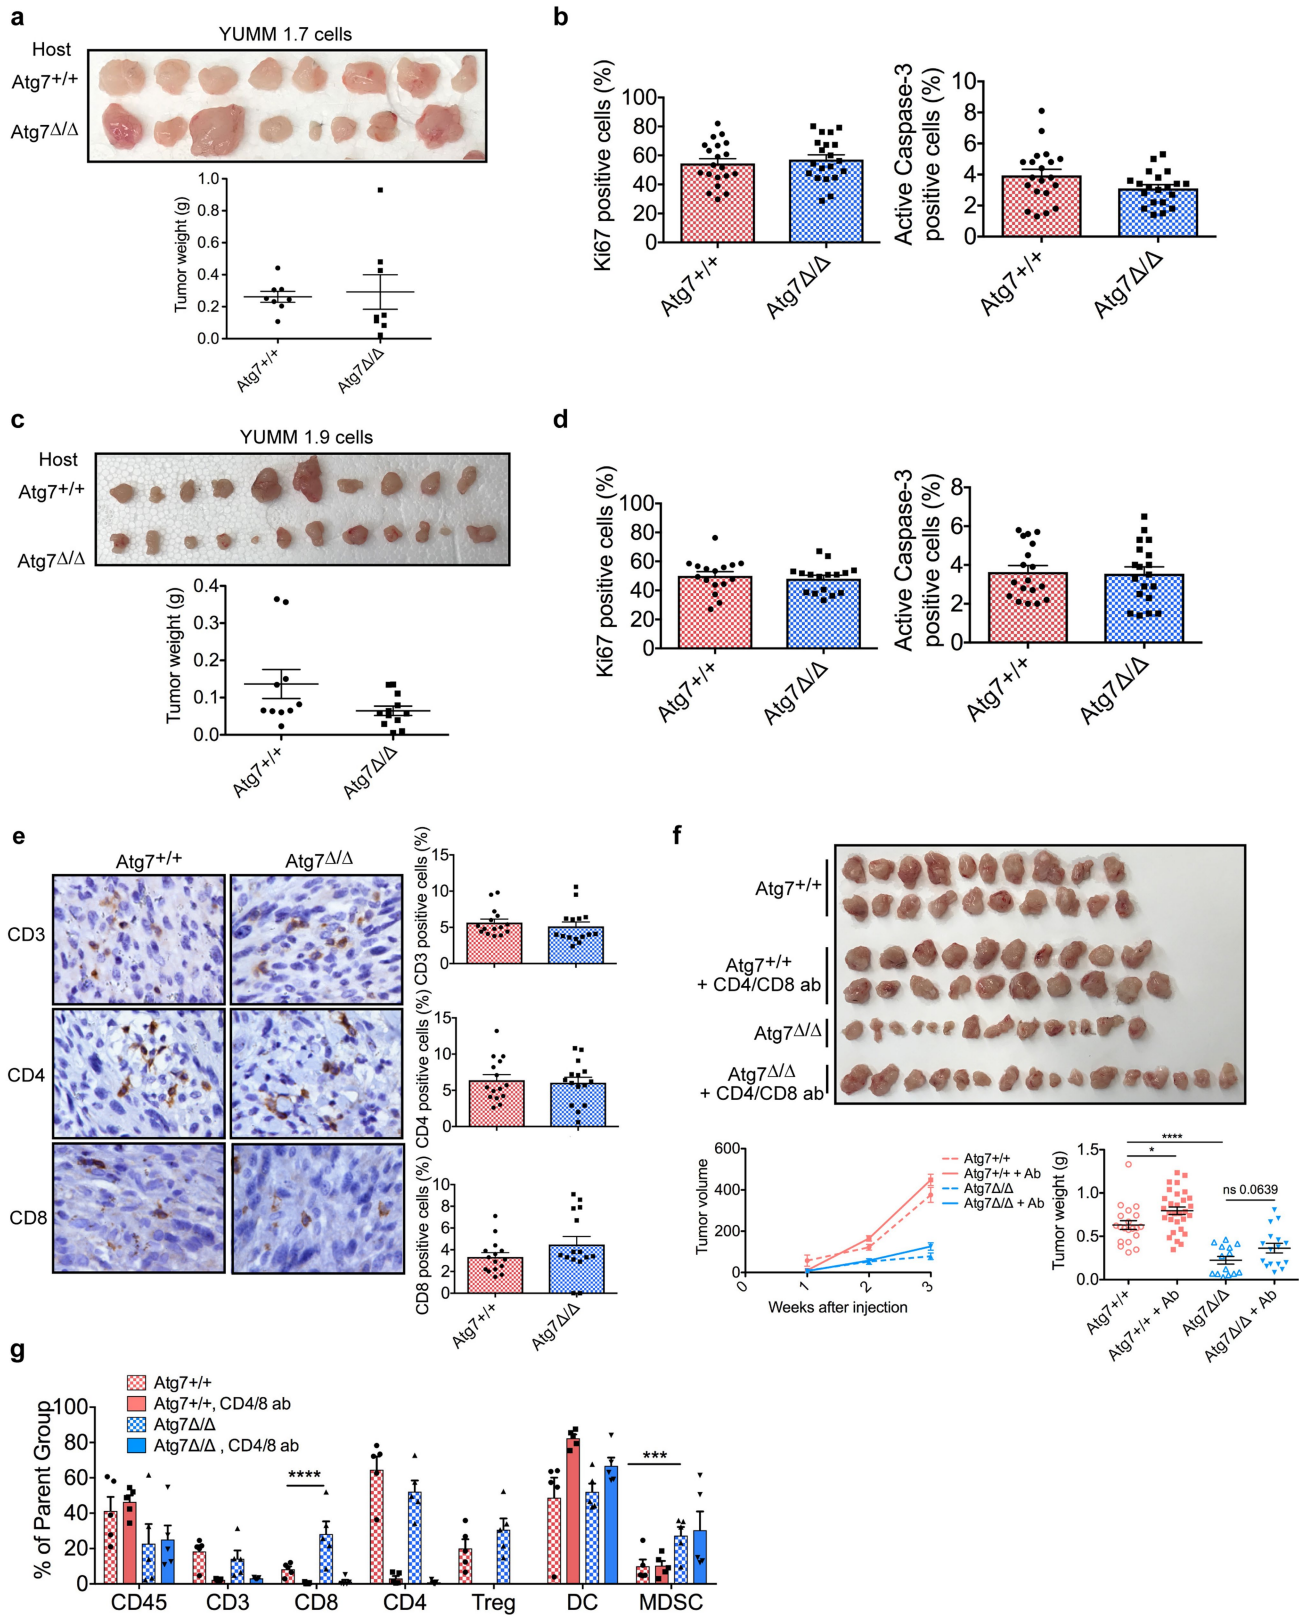 a
YUMM 1.7 cells
Host
Atg7+/+
Atg7Δ/Δ
Tumor weight (g)
1.0
0.8
0.6
0.4
0.2
0.0
Atg7+/+
Atg7Δ/Δ
b
Ki67 positive cells (%)
100
80
60
40
20
0
Atg7+/+
Atg7Δ/Δ
Active Caspase-3
positive cells (%)
10
8
6
4
2
0
Atg7+/+
Atg7Δ/Δ
c
YUMM 1.9 cells
Host
Atg7+/+
Atg7Δ/Δ
Tumor weight (g)
0.4
0.3
0.2
0.1
0.0
Atg7+/+
Atg7Δ/Δ
d
Ki67 positive cells (%)
100
80
60
40
20
0
Atg7+/+
Atg7Δ/Δ
Active Caspase-3
positive cells (%)
8
6
4
2
0
Atg7+/+
Atg7Δ/Δ
e
Atg7+/+
Atg7Δ/Δ
CD3
CD4
CD8
CD3 positive cells (%)
15
10
5
0
CD4 positive cells (%)
15
10
5
0
CD8 positive cells (%)
10
8
6
4
2
0
Atg7+/+
Atg7Δ/Δ
f
Atg7+/+
Atg7+/+
+ CD4/CD8 ab
Atg7Δ/Δ
Atg7Δ/Δ
+ CD4/CD8 ab
Tumor volume
600
400
200
0
0
1
2
3
Weeks after injection
Atg7+/+
Atg7+/+ + Ab
Atg7Δ/Δ
Atg7Δ/Δ + Ab
Tumor weight (g)
1.5
1.0
0.5
0.0
****
*
ns 0.0639
Atg7+/+
Atg7+/+ + Ab
Atg7Δ/Δ
Atg7Δ/Δ + Ab
g
Atg7+/+
Atg7+/+, CD4/8 ab
Atg7Δ/Δ
Atg7Δ/Δ , CD4/8 ab
% of Parent Group
100
80
60
40
20
0
****
***
CD45
CD3
CD8
CD4
Treg
DC
MDSC